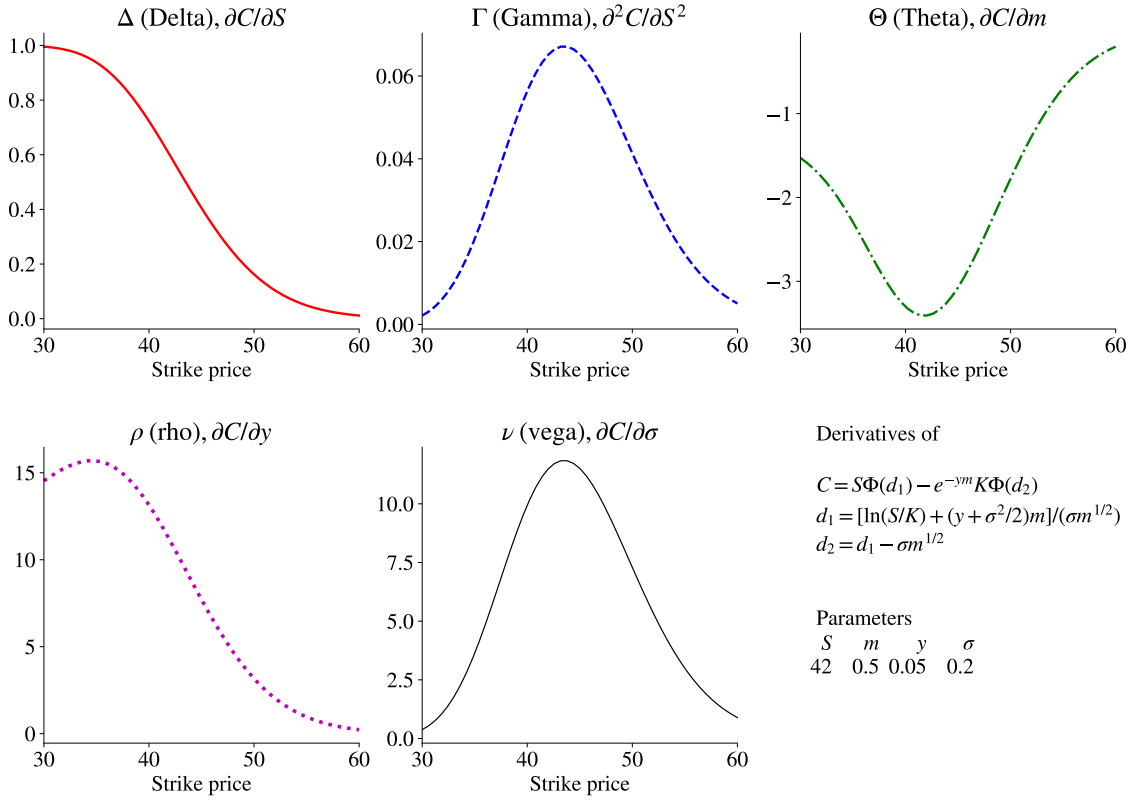 Δ (Delta), ∂C/∂S
1.0
0.8
0.6
0.4
0.2
0.0
30 40 50 60
Strike price
Γ (Gamma), ∂²C/∂S²
0.06
0.04
0.02
0.00
30 40 50 60
Strike price
Θ (Theta), ∂C/∂m
−1
−2
−3
30 40 50 60
Strike price
ρ (rho), ∂C/∂y
15
10
5
0
30 40 50 60
Strike price
ν (vega), ∂C/∂σ
10.0
7.5
5.0
2.5
0.0
30 40 50 60
Strike price
Derivatives of
C = SΦ(d₁) − e^{−ym}KΦ(d₂)
d₁ = [ln(S/K) + (y + σ²/2)m]/(σm^{1/2})
d₂ = d₁ − σm^{1/2}
Parameters
S m y σ
42 0.5 0.05 0.2